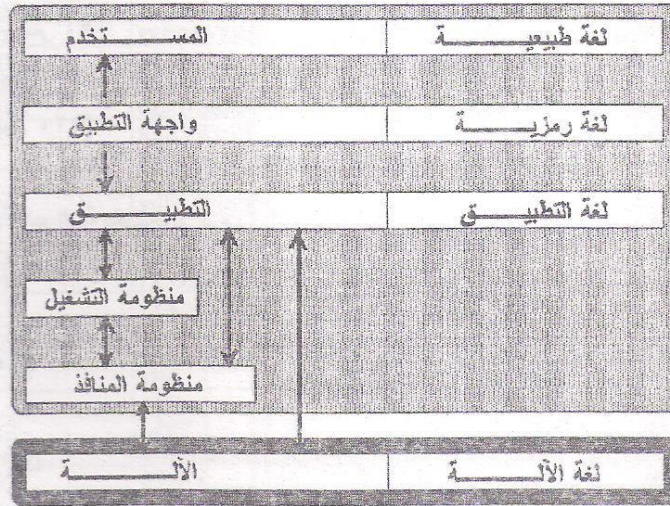 لغة طبيعية المستخدم
لغة رمزية واجهة التطبيق
لغة التطبيق التطبيق
منظومة التشغيل
منظومة المنافذ
لغة الآلة الآلة